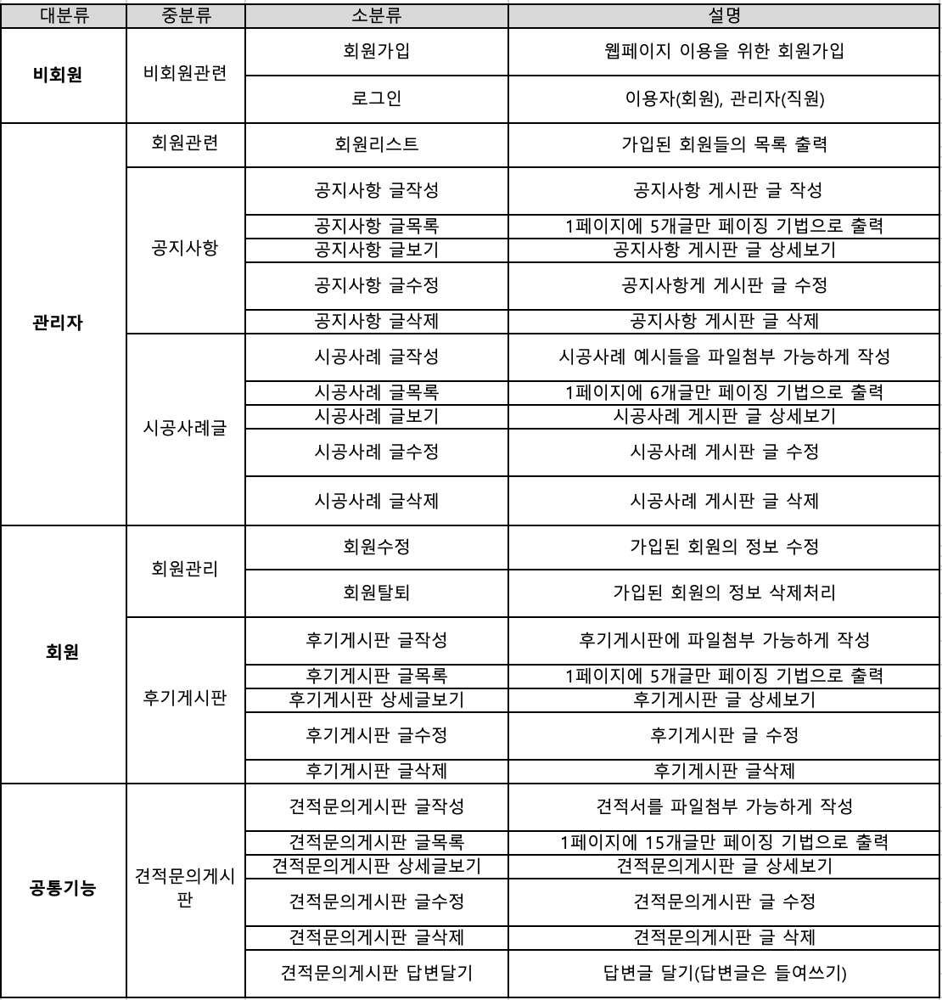 대분류 중분류 소분류 설명
비회원 비회원관련 회원가입 웹페이지 이용을 위한 회원가입
로그인 이용자(회원), 관리자(직원)
관리자 회원관련 회원리스트 가입된 회원들의 목록 출력
공지사항 공지사항 글작성 공지사항 게시판 글 작성
공지사항 글목록 1페이지에 5개글만 페이징 기법으로 출력
공지사항 글보기 공지사항 게시판 글 상세보기
공지사항 글수정 공지사항게 게시판 글 수정
공지사항 글삭제 공지사항 게시판 글 삭제
시공사례글 시공사례 글작성 시공사례 예시들을 파일첨부 가능하게 작성
시공사례 글목록 1페이지에 6개글만 페이징 기법으로 출력
시공사례 글보기 시공사례 게시판 글 상세보기
시공사례 글수정 시공사례 게시판 글 수정
시공사례 글삭제 시공사례 게시판 글 삭제
회원 회원관리 회원수정 가입된 회원의 정보 수정
회원탈퇴 가입된 회원의 정보 삭제처리
후기게시판 후기게시판 글작성 후기게시판에 파일첨부 가능하게 작성
후기게시판 글목록 1페이지에 5개글만 페이징 기법으로 출력
후기게시판 상세글보기 후기게시판 글 상세보기
후기게시판 글수정 후기게시판 글 수정
후기게시판 글삭제 후기게시판 글삭제
공통기능 견적문의게시
판 견적문의게시판 글작성 견적서를 파일첨부 가능하게 작성
견적문의게시판 글목록 1페이지에 15개글만 페이징 기법으로 출력
견적문의게시판 상세글보기 견적문의게시판 글 상세보기
견적문의게시판 글수정 견적문의게시판 글 수정
견적문의게시판 글삭제 견적문의게시판 글 삭제
견적문의게시판 답변달기 답변글 달기(답변글은 들여쓰기)